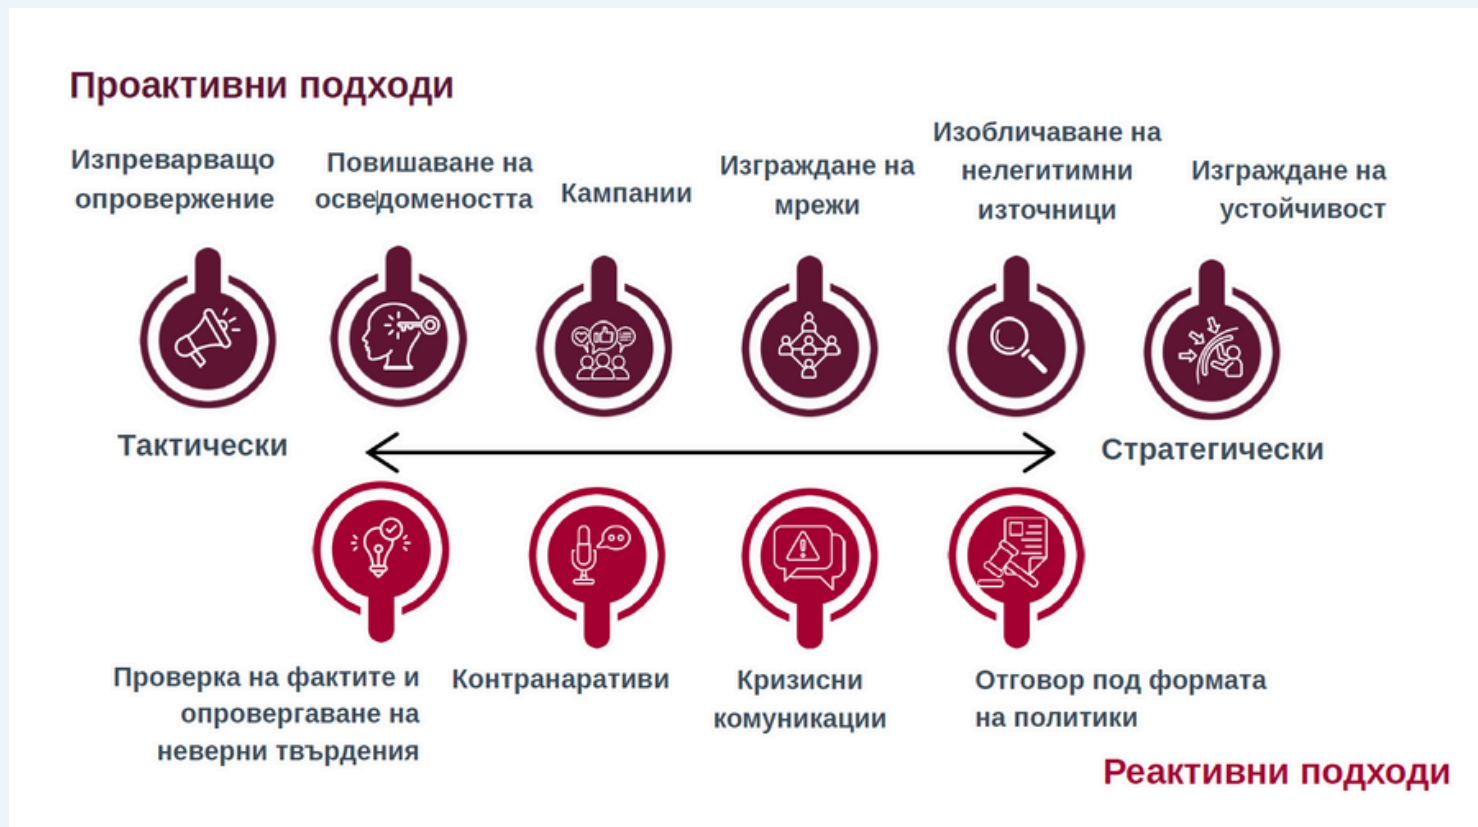 Проактивни подходи
Изпреварващо
опровержение
Повишаване на
осведомеността
Кампании
Изграждане на
мрежи
Изобличаване на
нелегитимни
източници
Изграждане на
устойчивост
Тактически
Стратегически
Проверка на фактите и
опровергаване на
неверни твърдения
Контранаративи
Кризисни
комуникации
Отговор под формата
на политики
Реактивни подходи